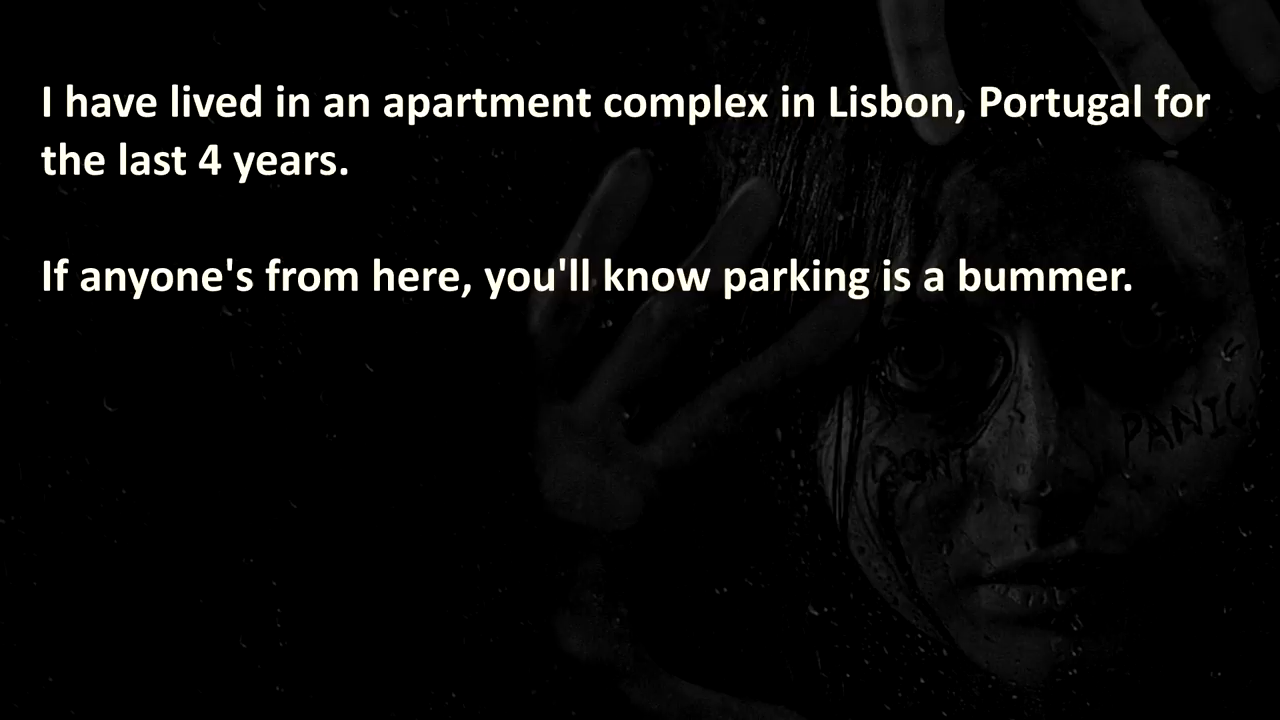 I have lived in an apartment complex in Lisbon, Portugal for
the last 4 years.
If anyone's from here, you'll know parking is a bummer.
DONT
PANIC